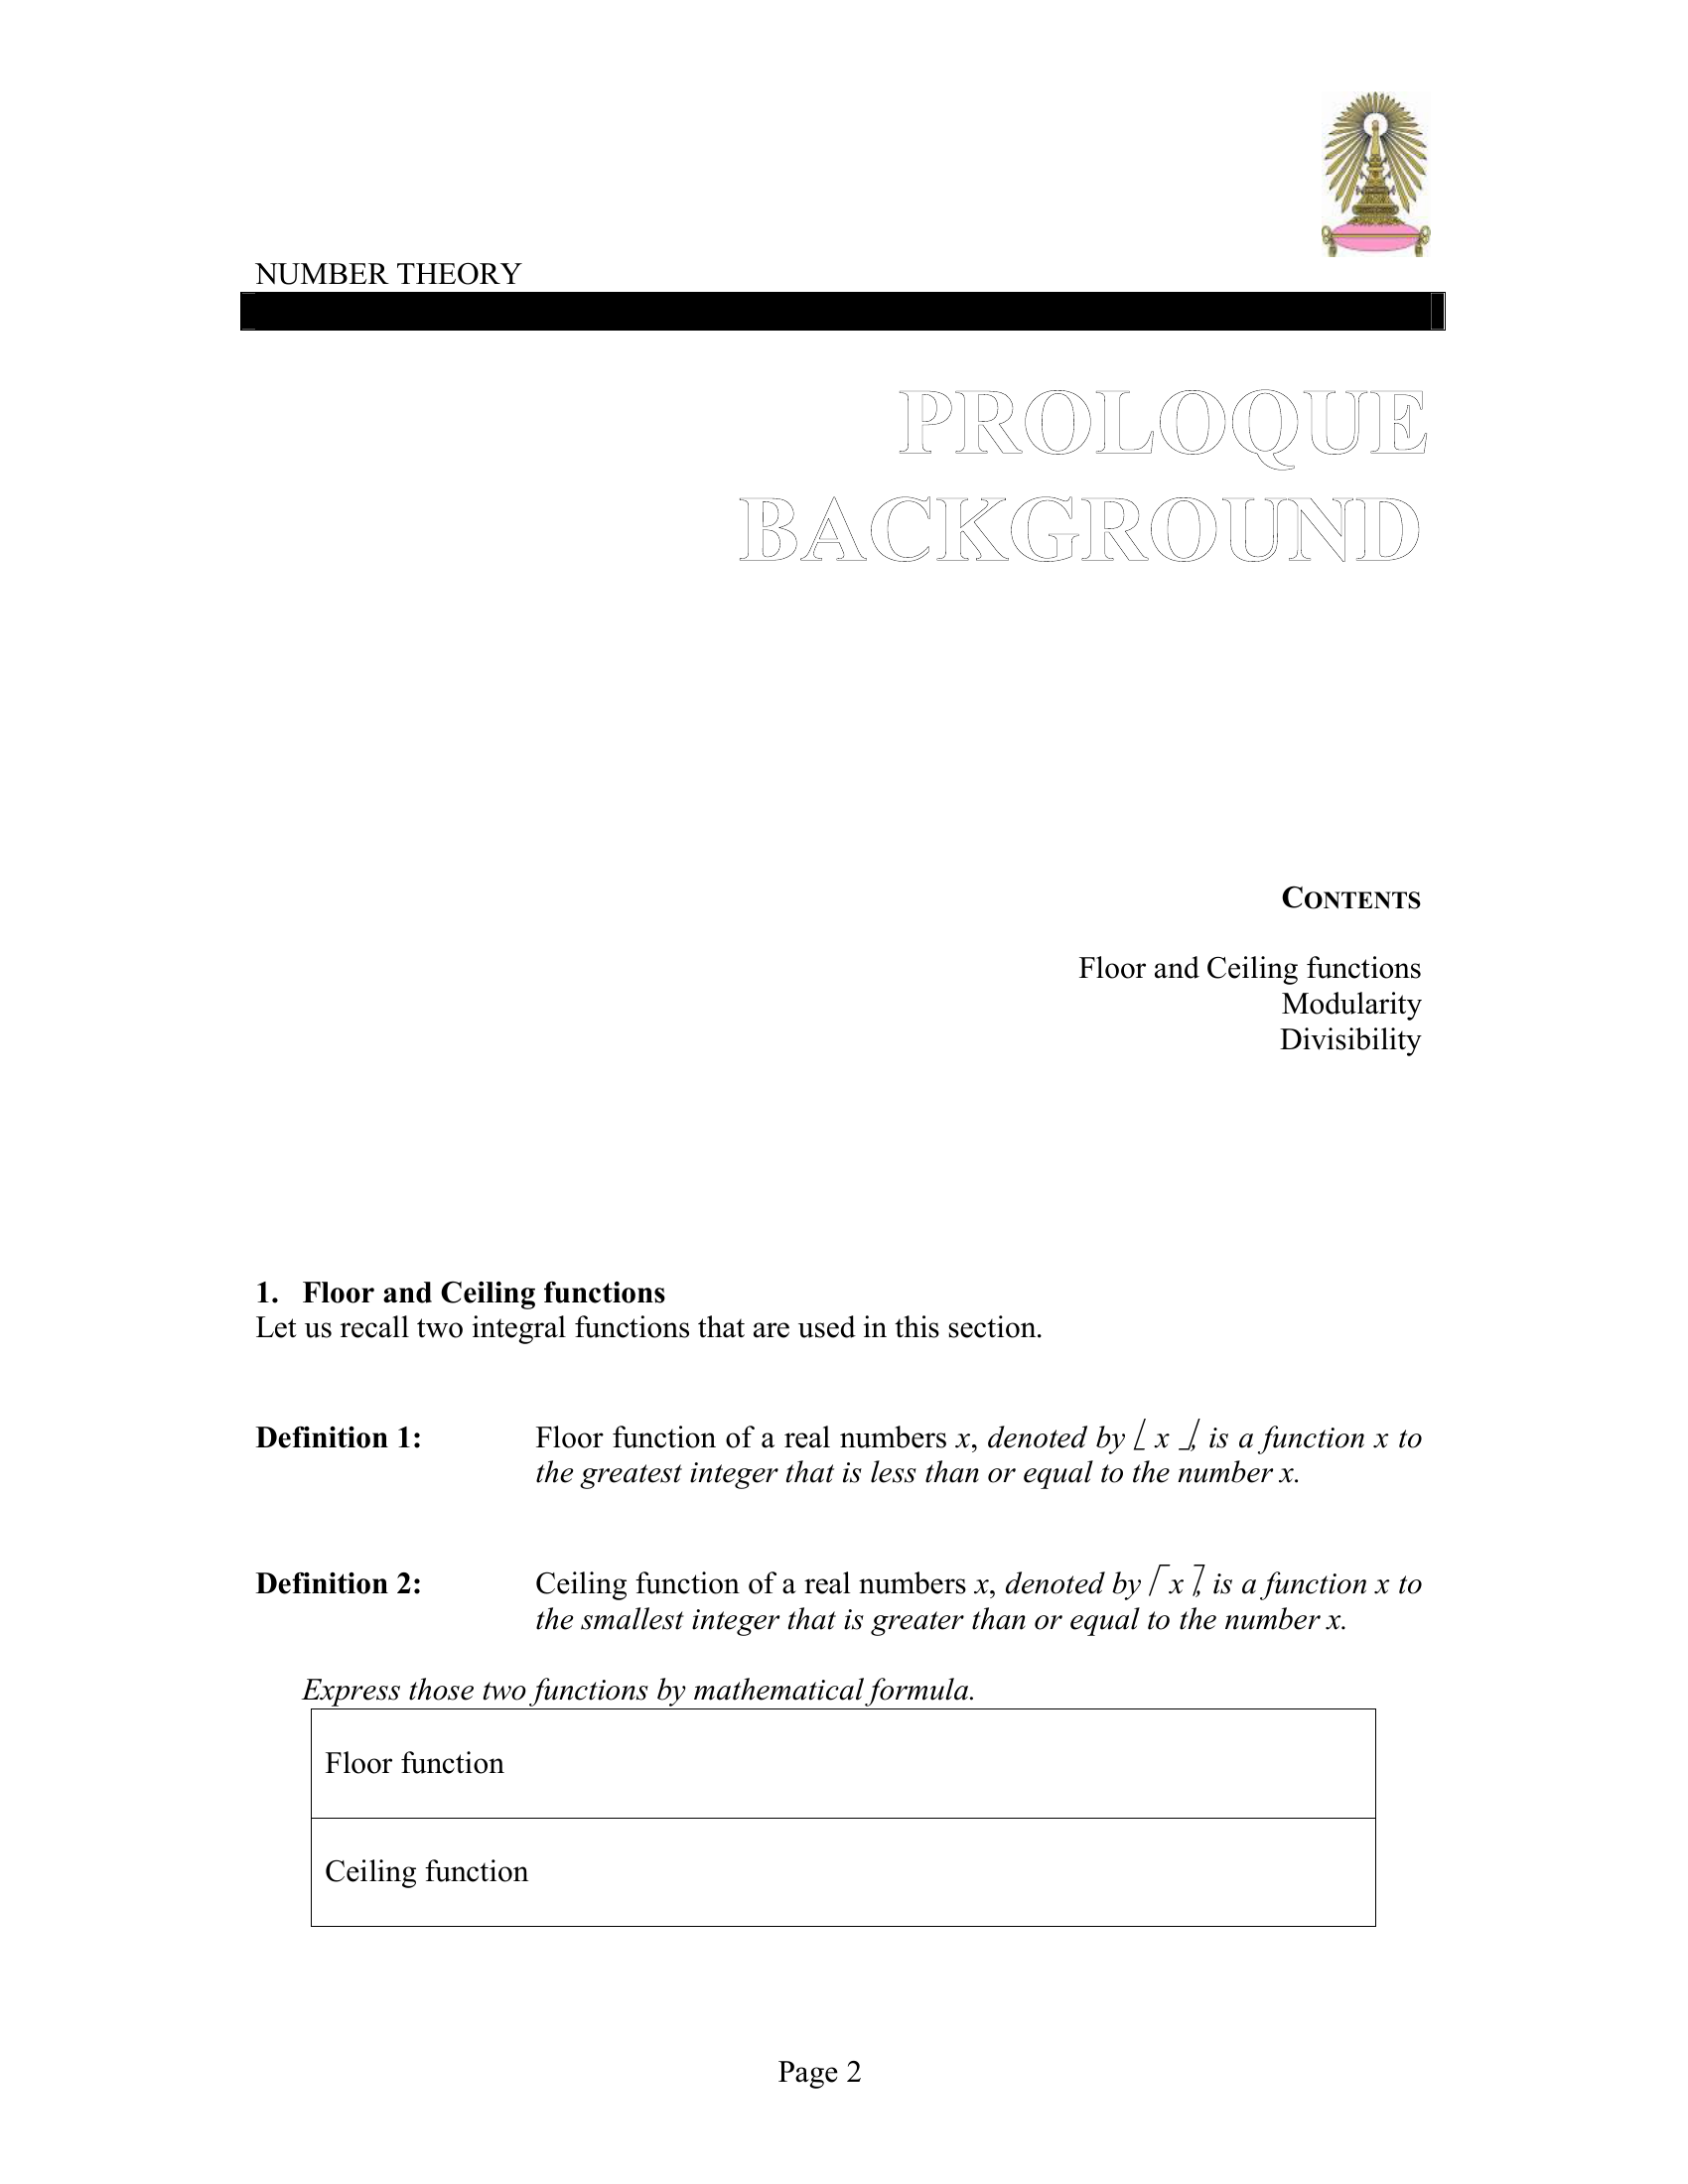 NUMBER THEORY
PROLOQUE
BACKGROUND
CONTENTS
Floor and Ceiling functions
Modularity
Divisibility
1. Floor and Ceiling functions
Let us recall two integral functions that are used in this section.
Definition 1: Floor function of a real numbers x, denoted by ⌊ x ⌋, is a function x to
the greatest integer that is less than or equal to the number x.
Definition 2: Ceiling function of a real numbers x, denoted by ⌈ x ⌉, is a function x to
the smallest integer that is greater than or equal to the number x.
Express those two functions by mathematical formula.
Floor function
Ceiling function
Page 2